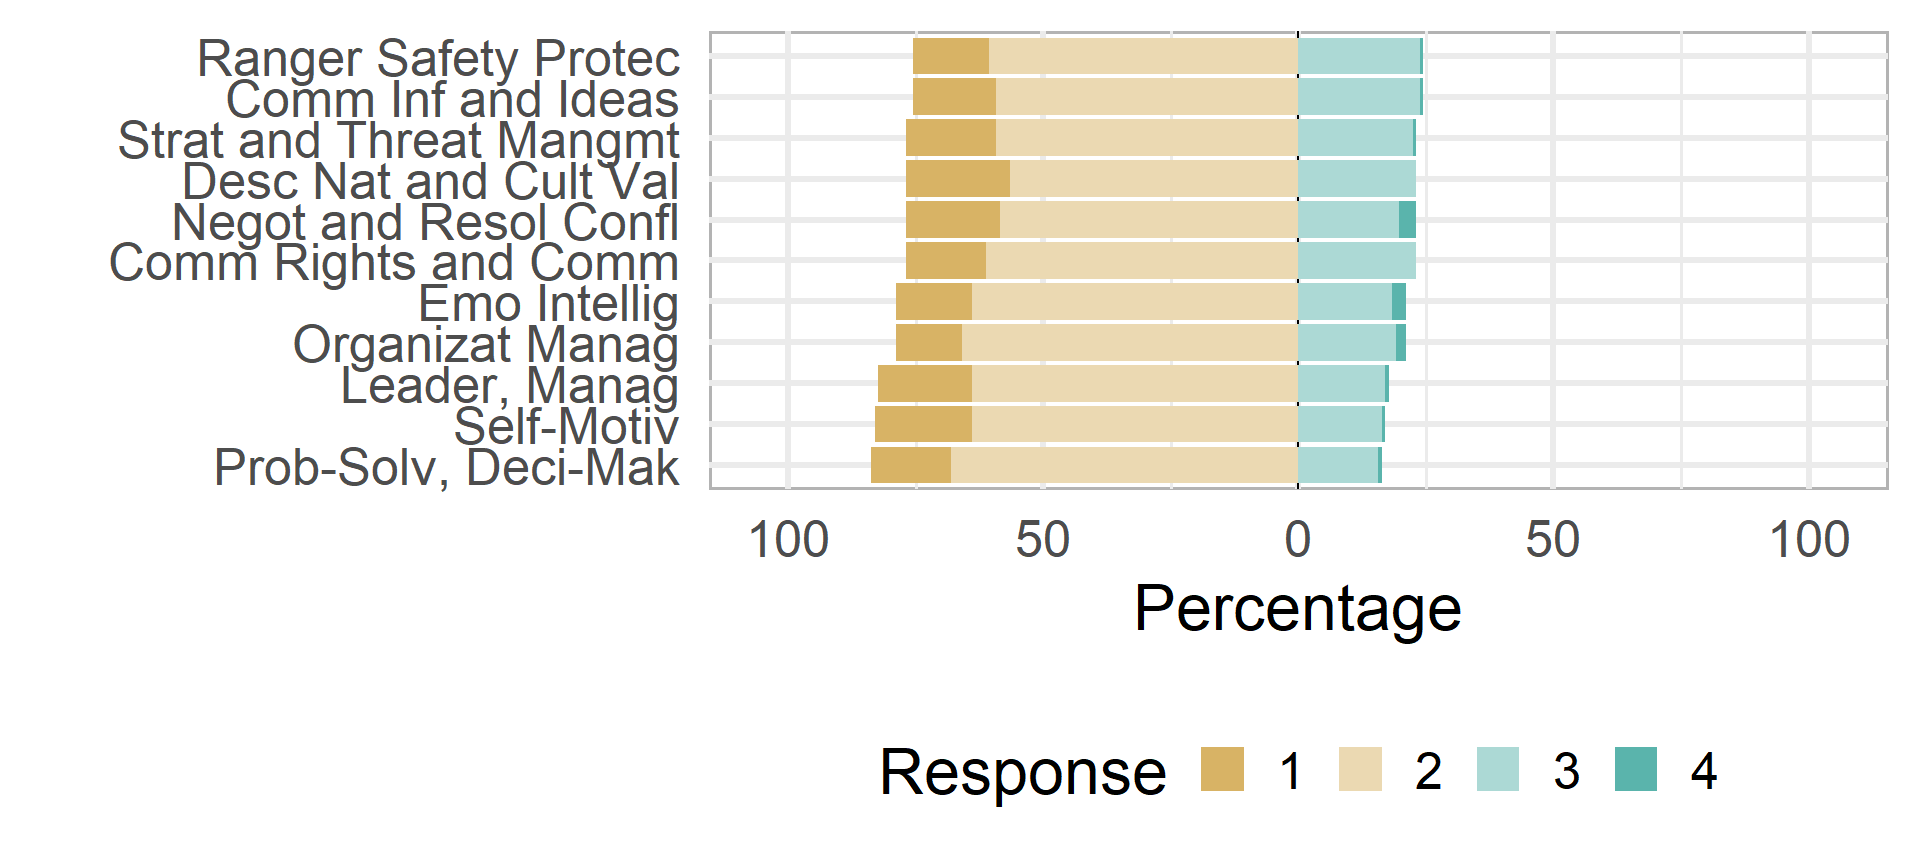 Ranger Safety Protec
Comm Inf and Ideas
Strat and Threat Mangmt
Desc Nat and Cult Val
Negot and Resol Confl
Comm Rights and Comm
Emo Intellig
Organizat Manag
Leader, Manag
Self-Motiv
Prob-Solv, Deci-Mak
100 50 0 50 100
Percentage
Response 1 2 3 4